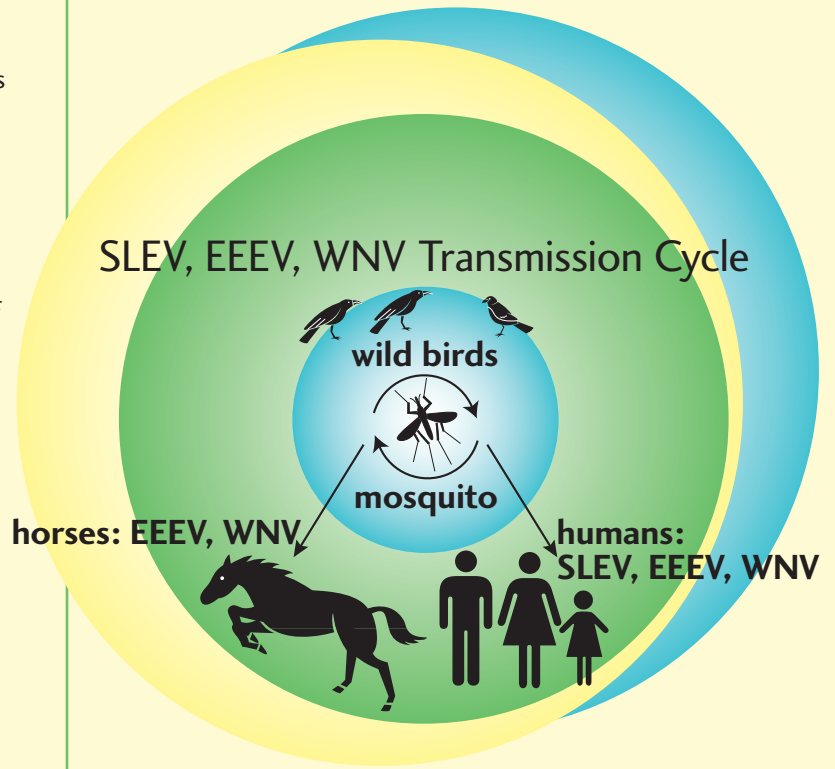 s
SLEV, EEEV, WNV Transmission Cycle
wild birds
mosquito
horses: EEEV, WNV
humans:
SLEV, EEEV, WNV